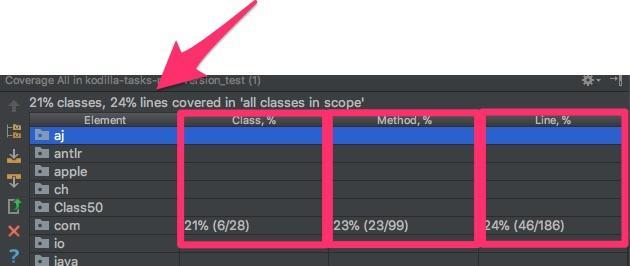 Coverage All in kodilla-tasks- version_test (1)
21% classes, 24% lines covered in 'all classes in scope'
Element Class, % Method, % Line, %
aj
antlr
apple
ch
Class50
com 21% (6/28) 23% (23/99) 24% (46/186)
io
java